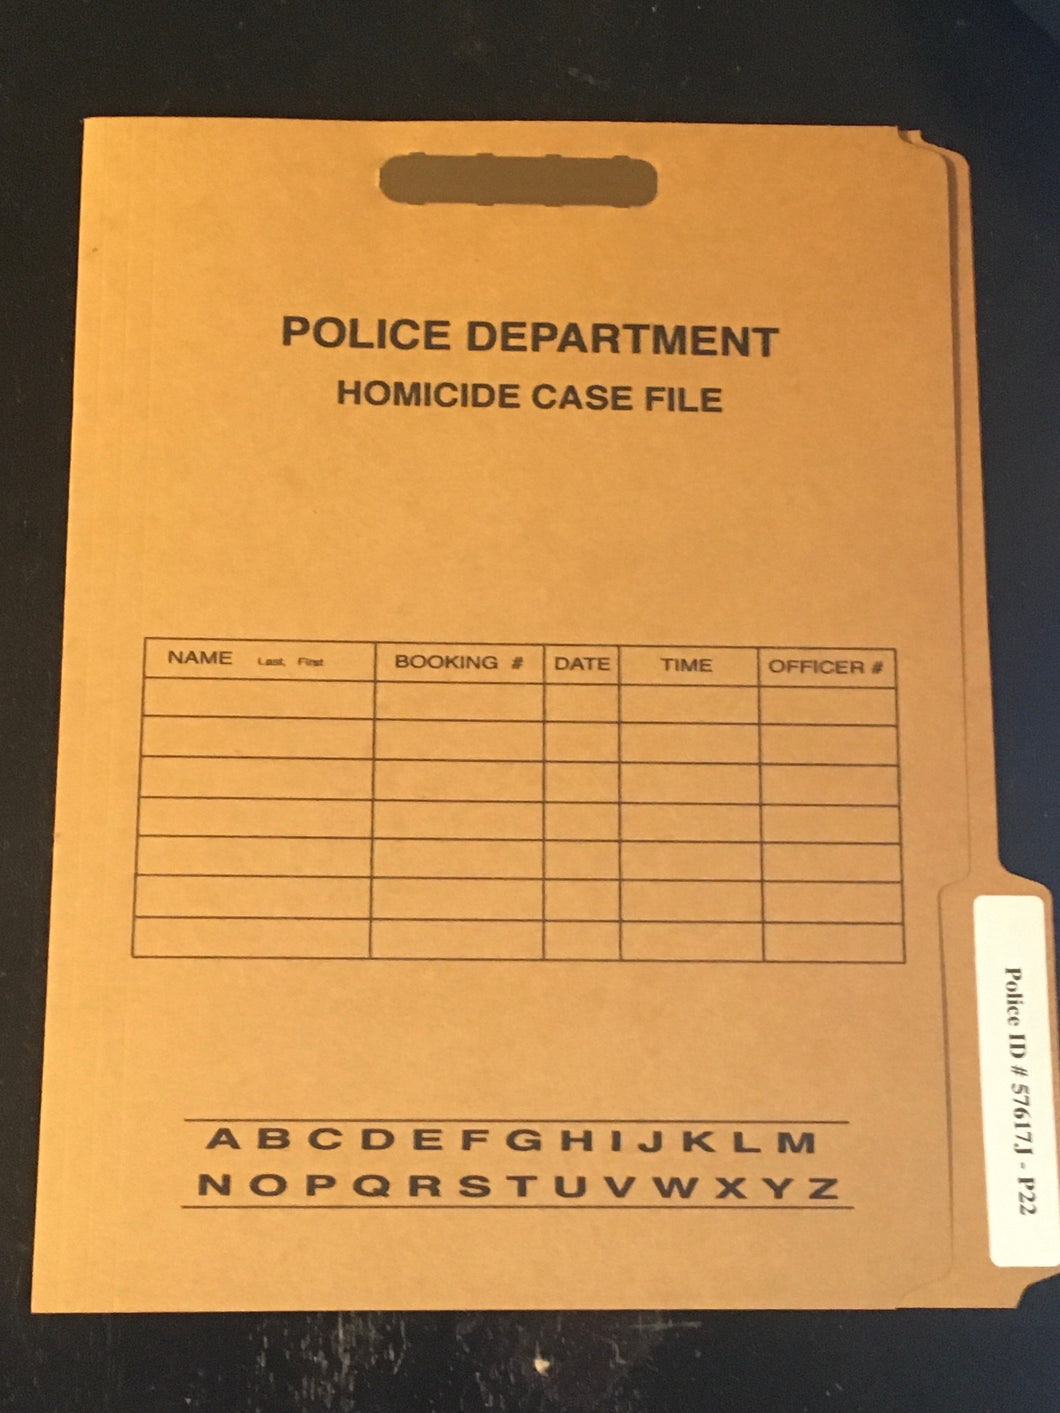 POLICE DEPARTMENT
HOMICIDE CASE FILE
NAME Last, First BOOKING # DATE TIME OFFICER #
A B C D E F G H I J K L M
N O P Q R S T U V W X Y Z
Police ID # 57617J - P22